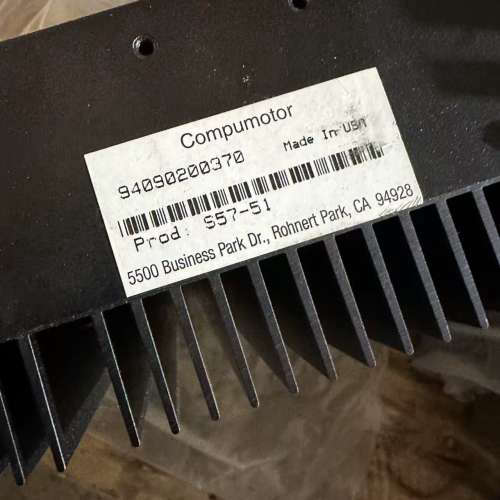 Compumotor
94090200370 Made In USA
Prod: S57-51
5500 Business Park Dr., Rohnert Park, CA 94928